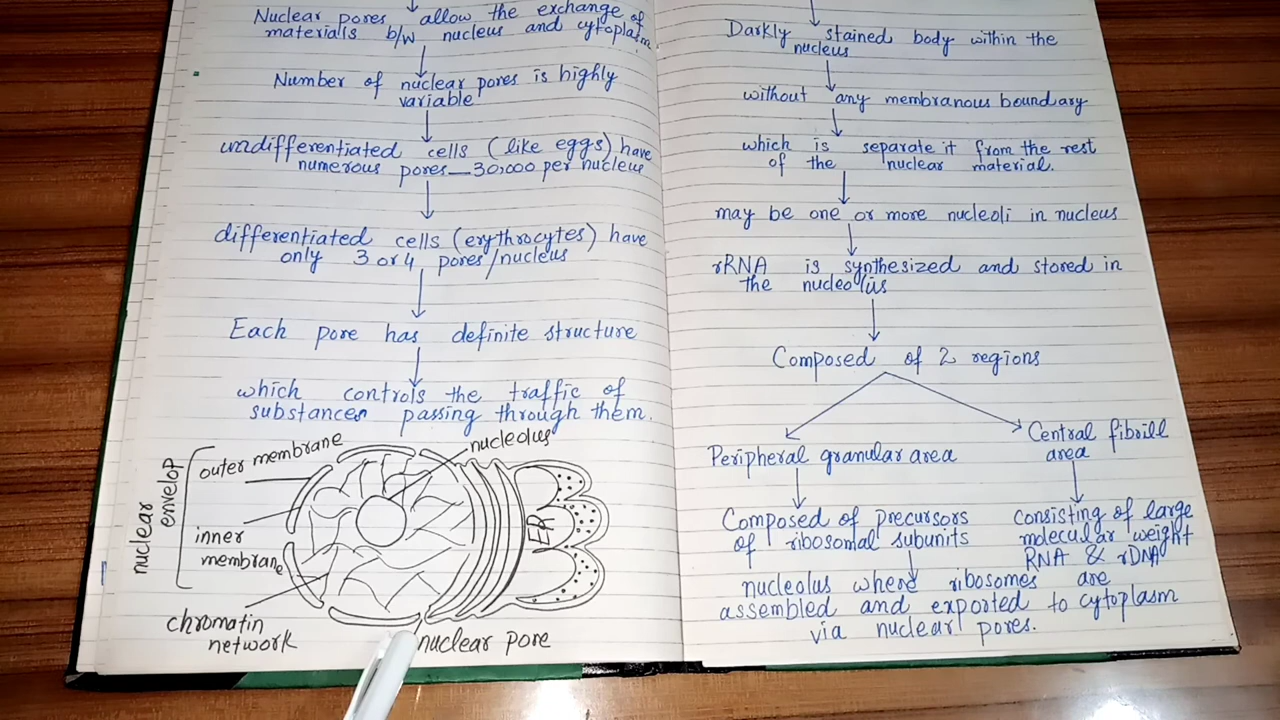 Nuclear pores allow the exchange of
materials b/w nucleus and cytoplasm
Number of nuclear pores is highly
variable
undifferentiated cells (like eggs) have
numerous pores_30,000 per nucleus
differentiated cells (erythrocytes) have
only 3 or 4 pores/nucleus
Each pore has definite structure
which controls the traffic of
substances passing through them.
nucleolus
outer membrane
nuclear
envelop
inner
membrane
ER
chromatin
network
nuclear pore
Darkly stained body within the
nucleus
without any membranous boundary
which is separate it from the rest
of the nuclear material.
may be one or more nucleoli in nucleus
rRNA is synthesized and stored in
the nucleolus
Composed of 2 regions
Peripheral granular area
Central fibrill
area
Composed of precursors
of ribosomal subunits
consisting of large
molecular weight
RNA & rDNA
nucleolus where ribosomes are
assembled and exported to cytoplasm
via nuclear pores.